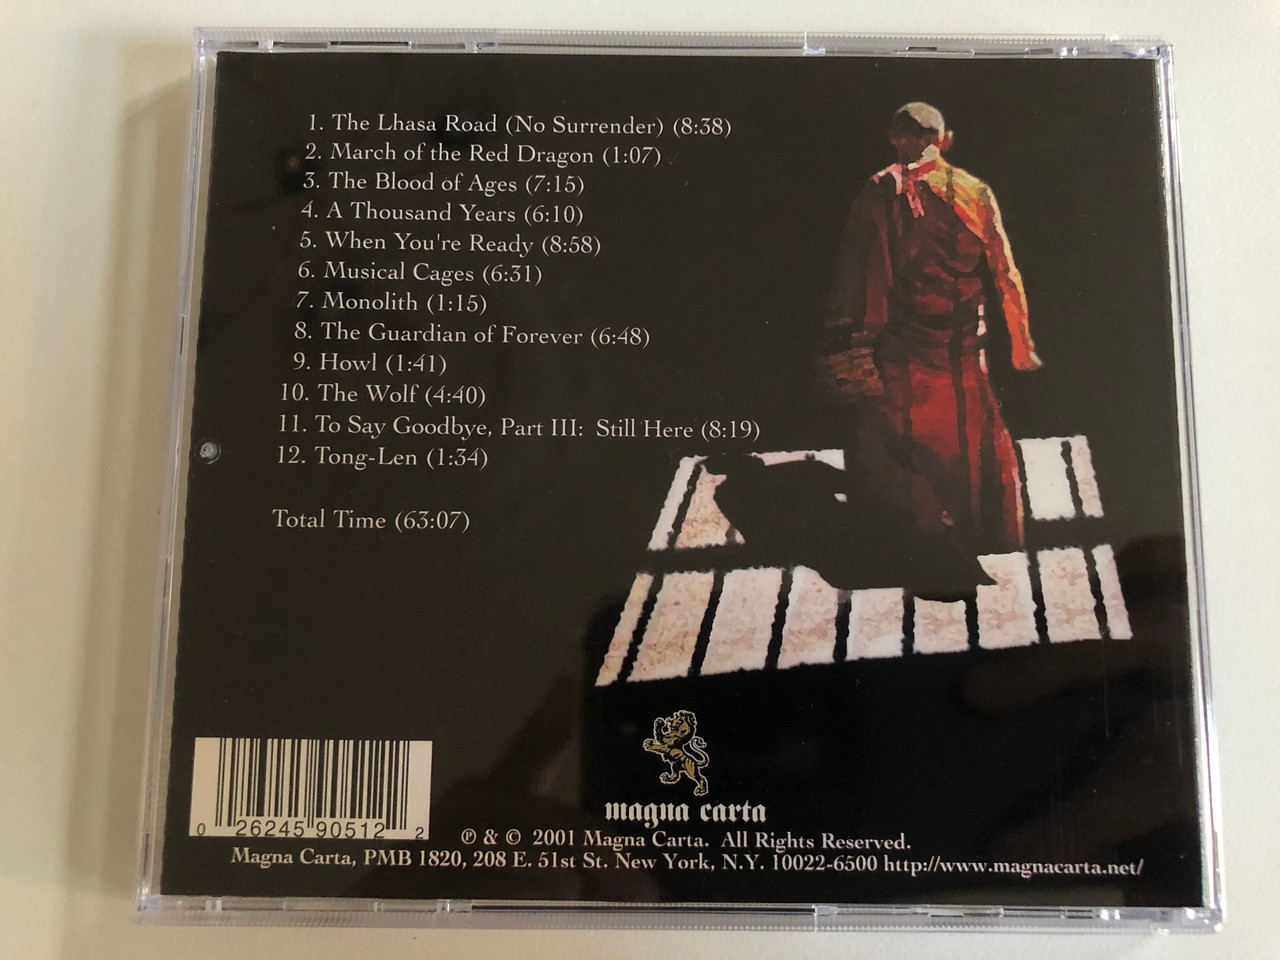 1. The Lhasa Road (No Surrender) (8:38)
2. March of the Red Dragon (1:07)
3. The Blood of Ages (7:15)
4. A Thousand Years (6:10)
5. When You're Ready (8:58)
6. Musical Cages (6:31)
7. Monolith (1:15)
8. The Guardian of Forever (6:48)
9. Howl (1:41)
10. The Wolf (4:40)
11. To Say Goodbye, Part III: Still Here (8:19)
12. Tong-Len (1:34)
Total Time (63:07)
magna carta
0 26245 90512 2
℗ & © 2001 Magna Carta. All Rights Reserved.
Magna Carta, PMB 1820, 208 E. 51st St. New York, N.Y. 10022-6500 http://www.magnacarta.net/